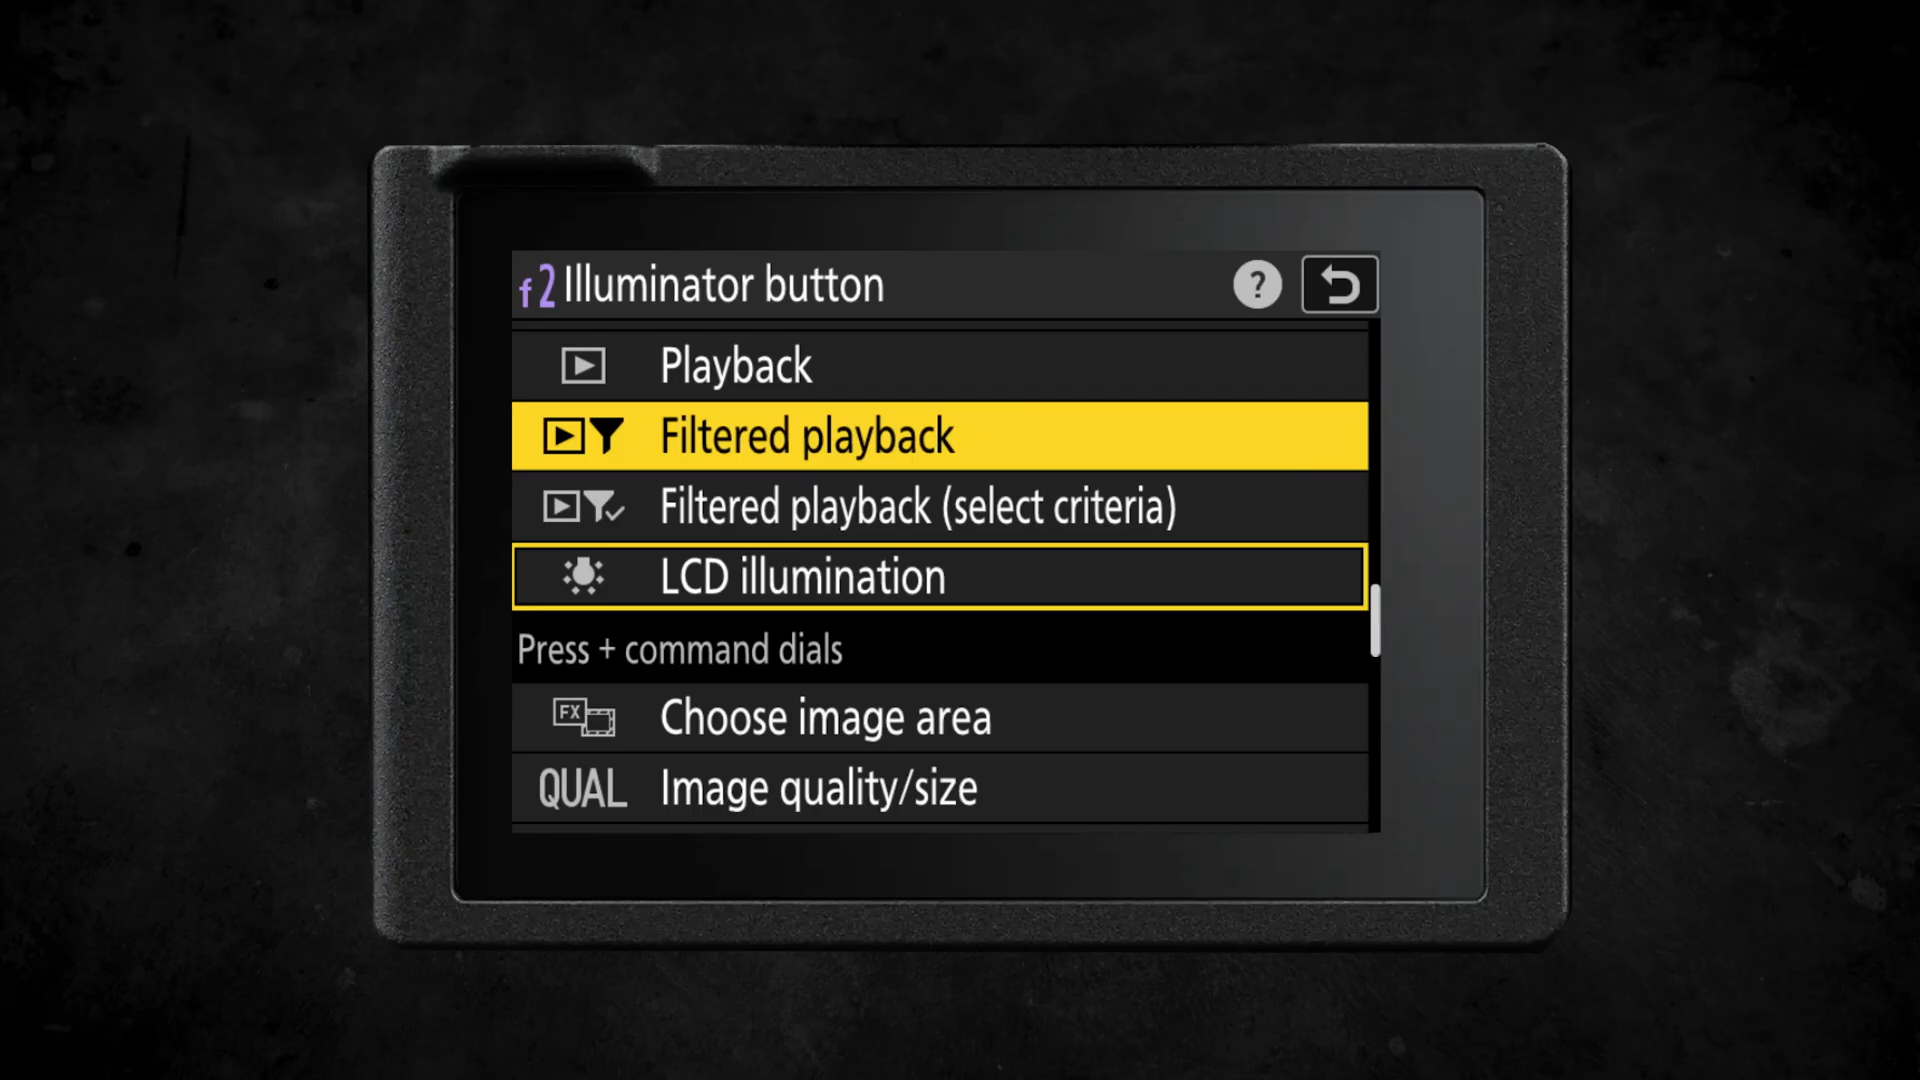 f2 Illuminator button ?
Playback
Filtered playback
Filtered playback (select criteria)
LCD illumination
Press + command dials
FX Choose image area
QUAL Image quality/size